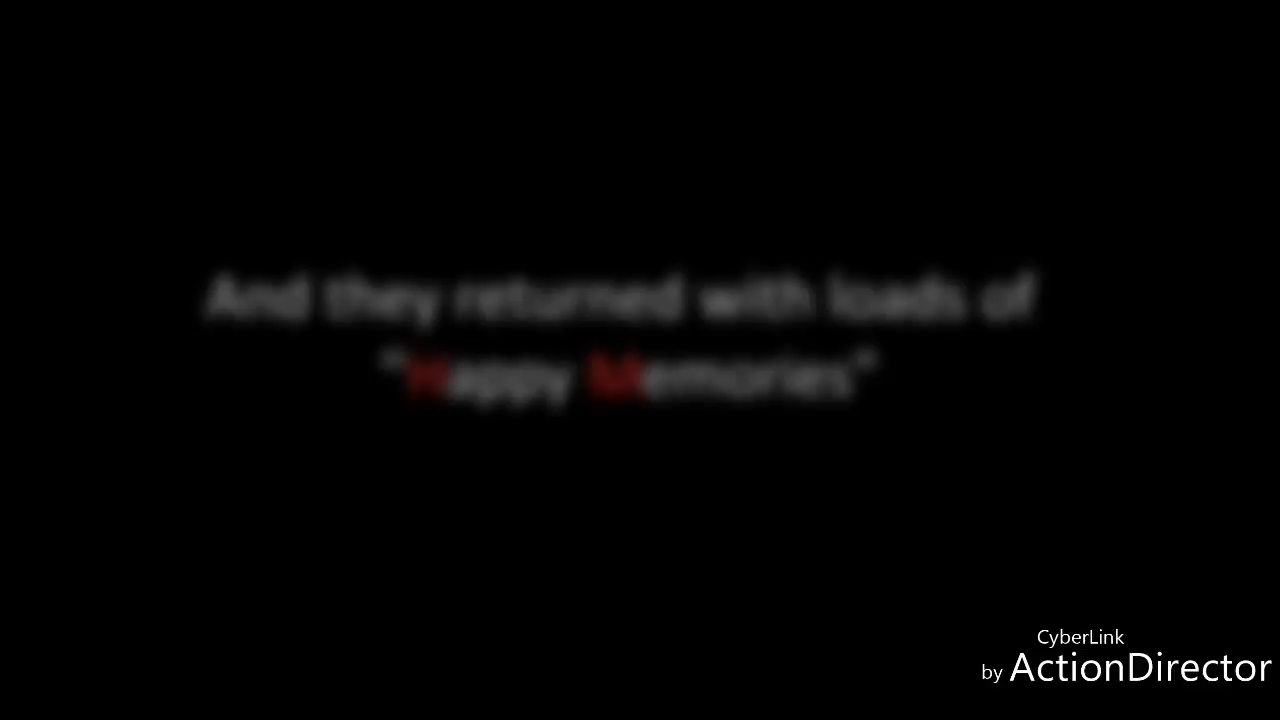 And they returned with loads of
"Happy Memories"
CyberLink
by ActionDirector